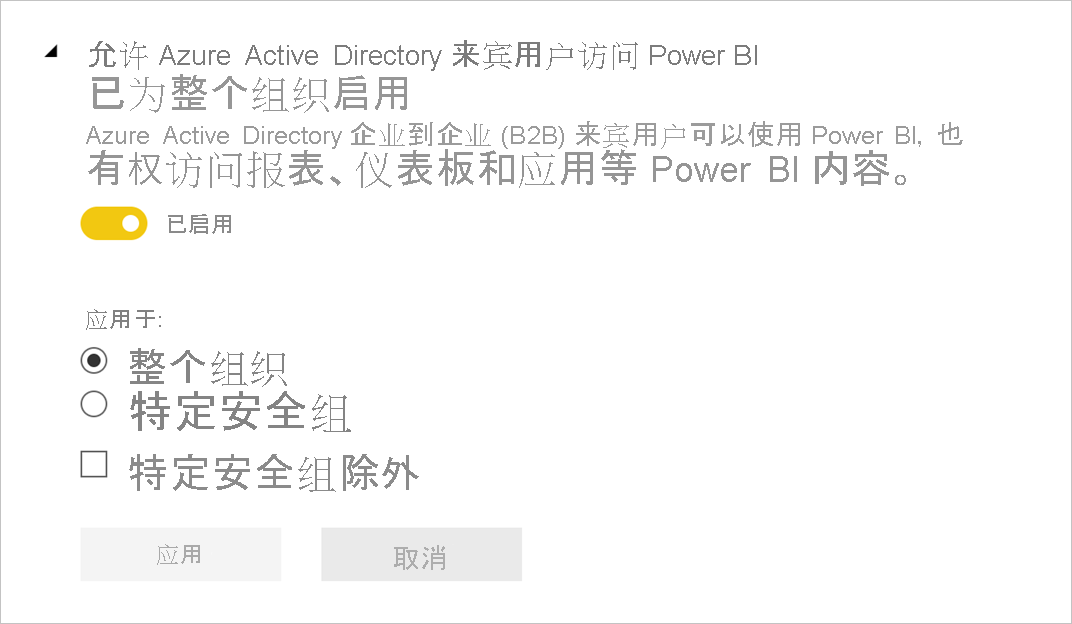 允许 Azure Active Directory 来宾用户访问 Power BI
已为整个组织启用
Azure Active Directory 企业到企业 (B2B) 来宾用户可以使用 Power BI, 也
有权访问报表、仪表板和应用等 Power BI 内容。
已启用
应用于:
整个组织
特定安全组
特定安全组除外
应用
取消